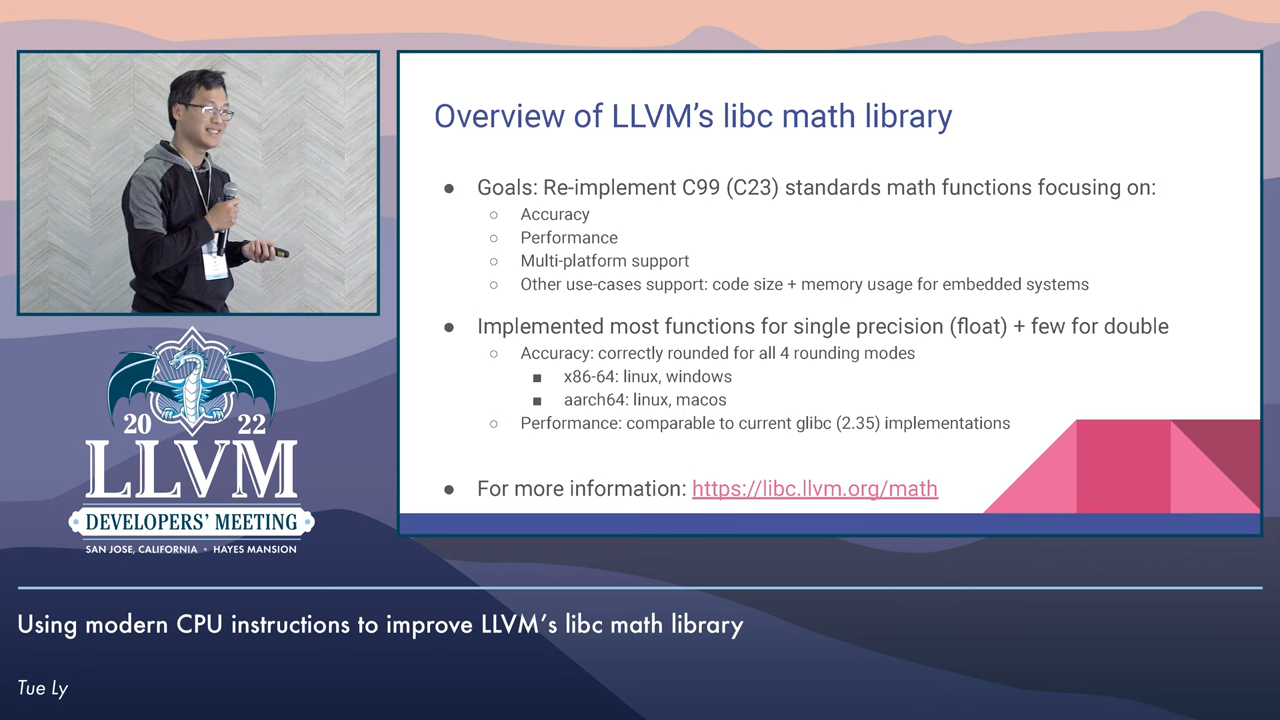 Overview of LLVM’s libc math library
● Goals: Re-implement C99 (C23) standards math functions focusing on:
○ Accuracy
○ Performance
○ Multi-platform support
○ Other use-cases support: code size + memory usage for embedded systems
● Implemented most functions for single precision (float) + few for double
○ Accuracy: correctly rounded for all 4 rounding modes
■ x86-64: linux, windows
■ aarch64: linux, macos
○ Performance: comparable to current glibc (2.35) implementations
● For more information: https://libc.llvm.org/math
20 22
LLVM
DEVELOPERS’ MEETING
SAN JOSE, CALIFORNIA • HAYES MANSION
Using modern CPU instructions to improve LLVM’s libc math library
Tue Ly